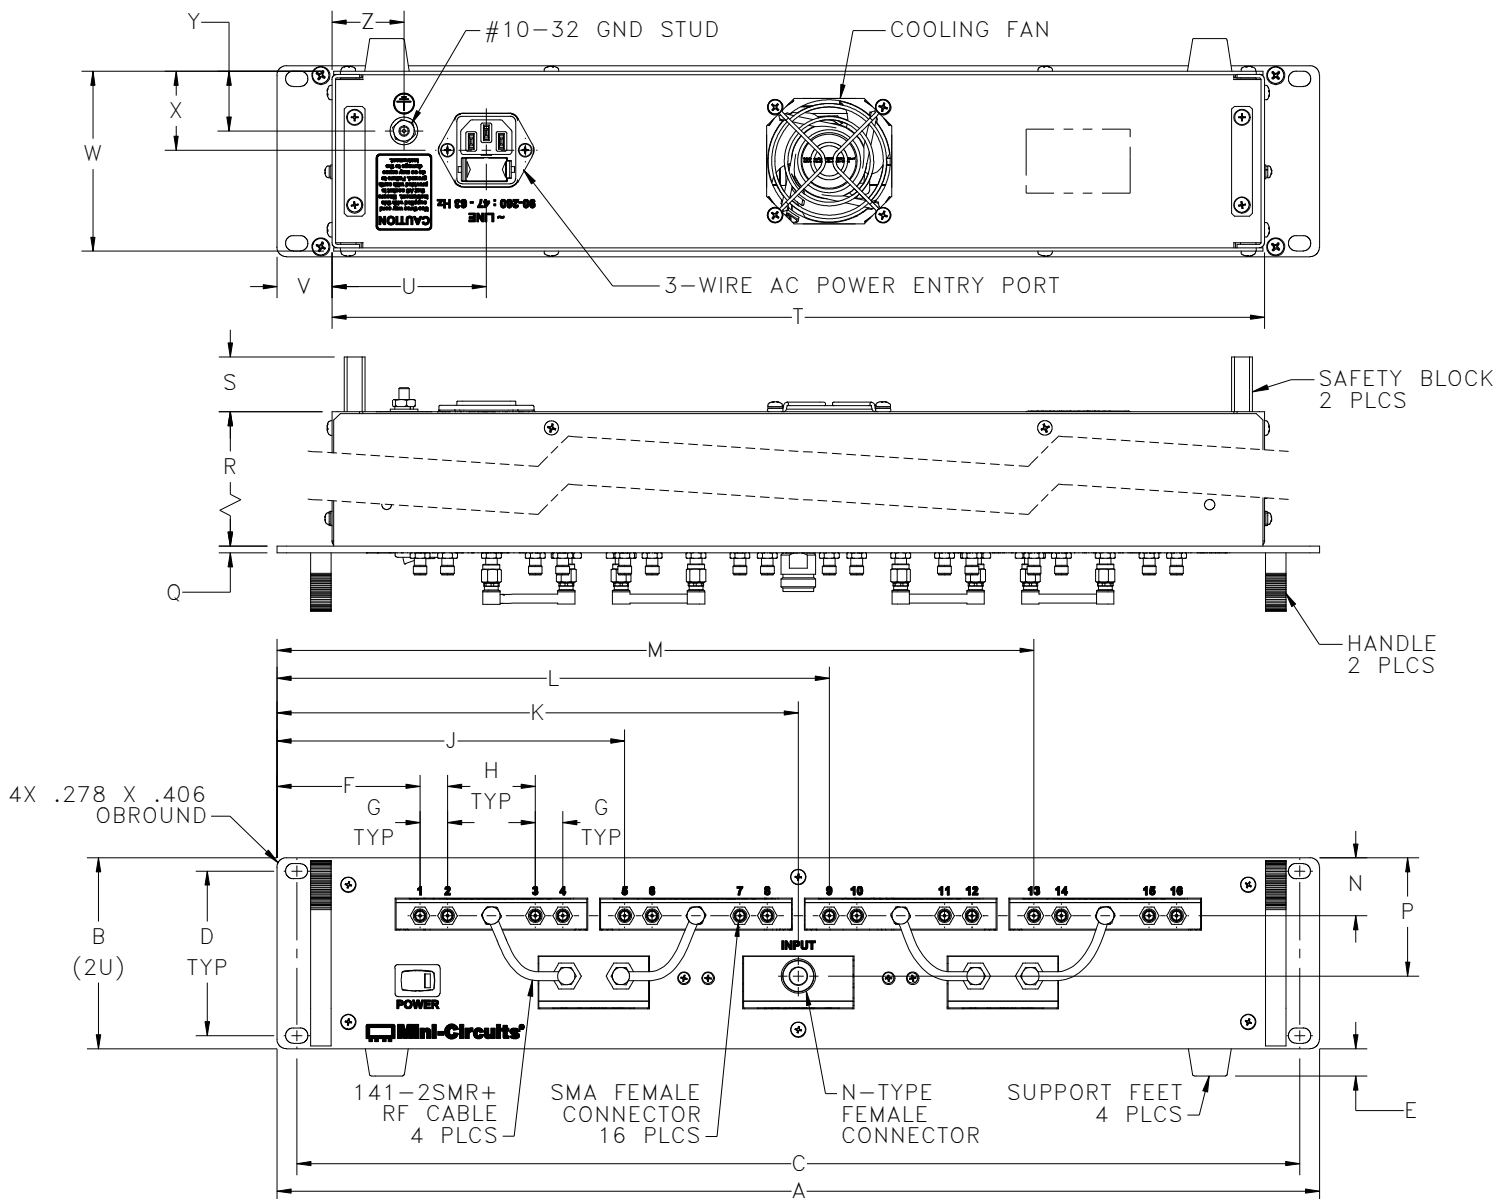 Y
Z
#10-32 GND STUD
COOLING FAN
X
W
CAUTION
~ LINE
90-260 : 47 - 63 Hz
V
U
3-WIRE AC POWER ENTRY PORT
T
S
SAFETY BLOCK
2 PLCS
R
Q
HANDLE
2 PLCS
M
L
K
J
4X .278 X .406
OBROUND
F
H
TYP
G
TYP
G
TYP
1 2 3 4 5 6 7 8 9 10 11 12 13 14 15 16
N
P
B
(2U)
D
TYP
INPUT
POWER
Mini-Circuits®
141-2SMR+
RF CABLE
4 PLCS
SMA FEMALE
CONNECTOR
16 PLCS
N-TYPE
FEMALE
CONNECTOR
SUPPORT FEET
4 PLCS
E
C
A